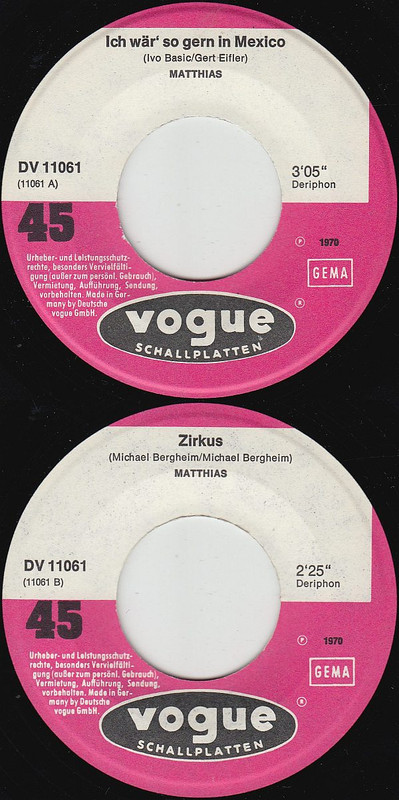 Ich wär' so gern in Mexico
(Ivo Basic/Gert Eifler)
MATTHIAS
DV 11061
(11061 A)
3'05"
Deriphon
45
Ⓟ 1970
GEMA
Urheber- und Leistungsschutz-
rechte, besonders Vervielfälti-
gung (außer zum persönl. Gebrauch),
Vermietung, Aufführung, Sendung,
vorbehalten. Made in Ger-
many by Deutsche
vogue GmbH.
®
vogue
SCHALLPLATTEN
Zirkus
(Michael Bergheim/Michael Bergheim)
MATTHIAS
DV 11061
(11061 B)
2'25"
Deriphon
45
Ⓟ 1970
GEMA
Urheber- und Leistungsschutz-
rechte, besonders Vervielfälti-
gung (außer zum persönl. Gebrauch),
Vermietung, Aufführung, Sendung,
vorbehalten. Made in Ger-
many by Deutsche
vogue GmbH.
®
vogue
SCHALLPLATTEN